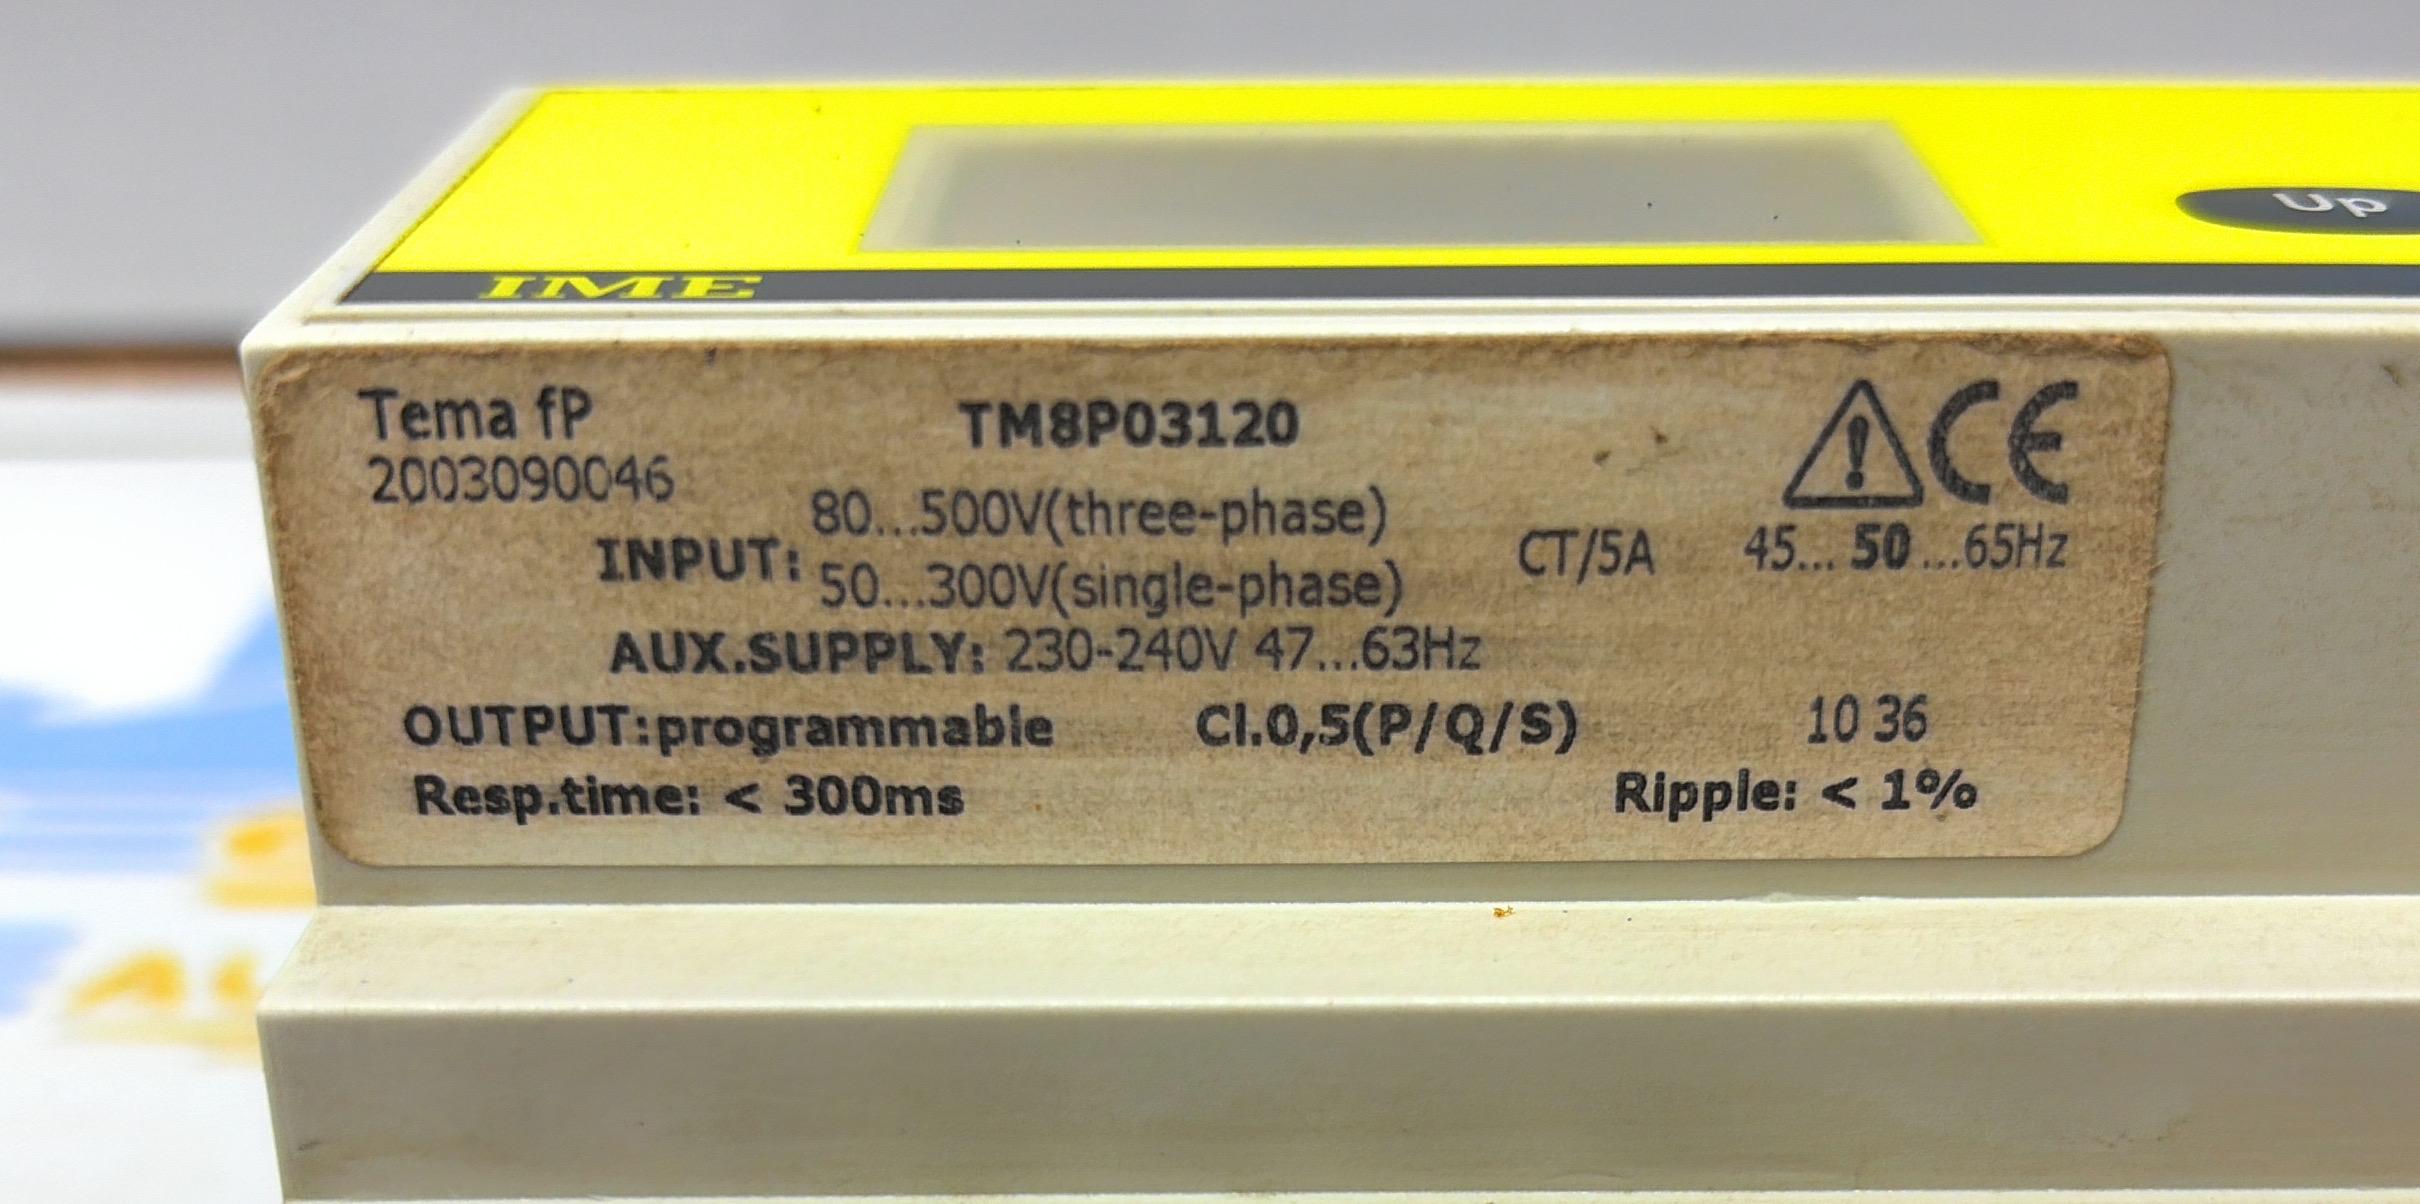 Up
IME
Tema fP TM8P03120 CE
2003090046
80...500V(three-phase)
INPUT: CT/5A 45... 50 ...65Hz
50...300V(single-phase)
AUX.SUPPLY: 230-240V 47...63Hz
OUTPUT:programmable Cl.0,5(P/Q/S) 10 36
Resp.time: < 300ms Ripple: < 1%